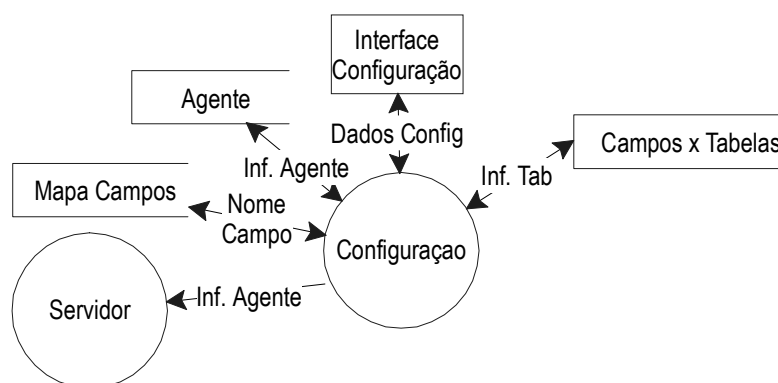 Interface
Configuração
Agente
Dados Config
Campos x Tabelas
Inf. Agente
Inf. Tab
Mapa Campos
Nome
Campo
Configuraçao
Inf. Agente
Servidor